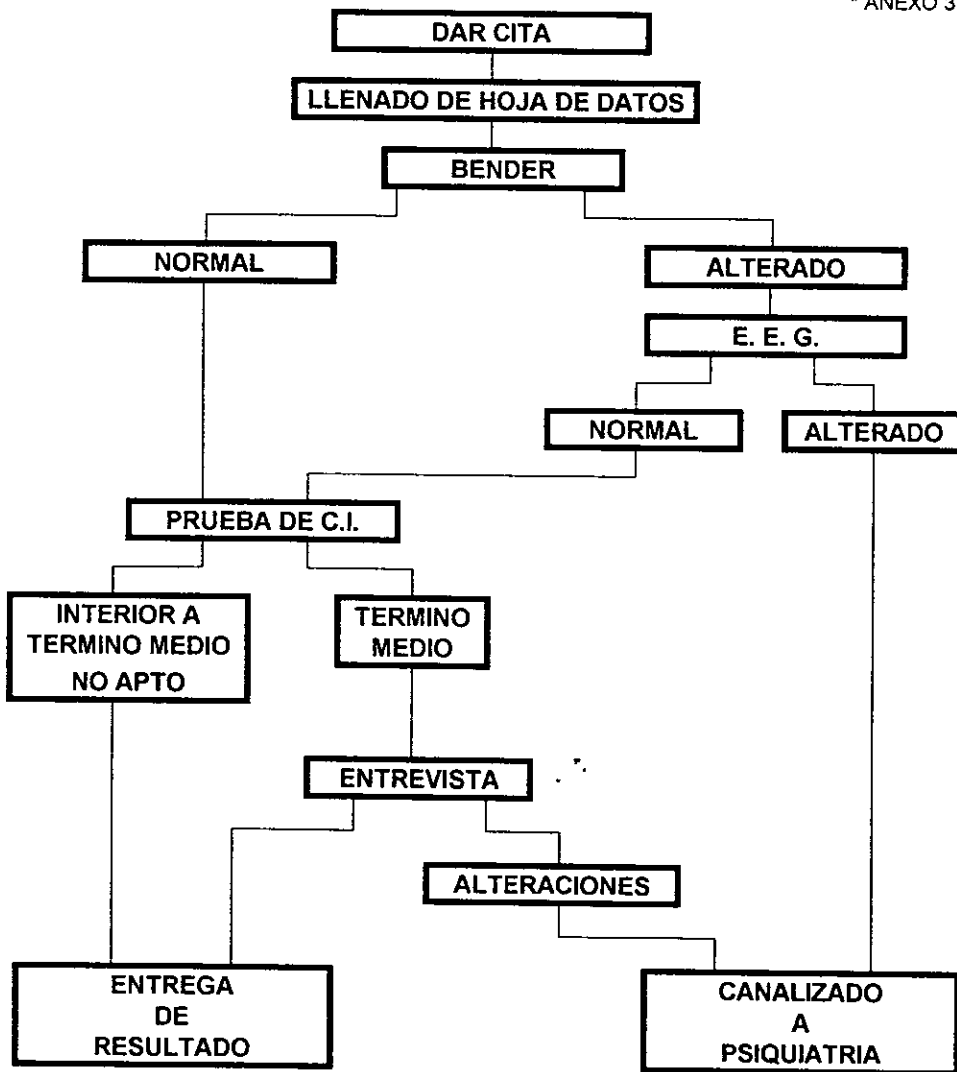 * ANEXO 3
DAR CITA
LLENADO DE HOJA DE DATOS
BENDER
NORMAL
ALTERADO
E. E. G.
NORMAL
ALTERADO
PRUEBA DE C.I.
INTERIOR A
TERMINO MEDIO
NO APTO
TERMINO
MEDIO
ENTREVISTA
ALTERACIONES
ENTREGA
DE
RESULTADO
CANALIZADO
A
PSIQUIATRIA